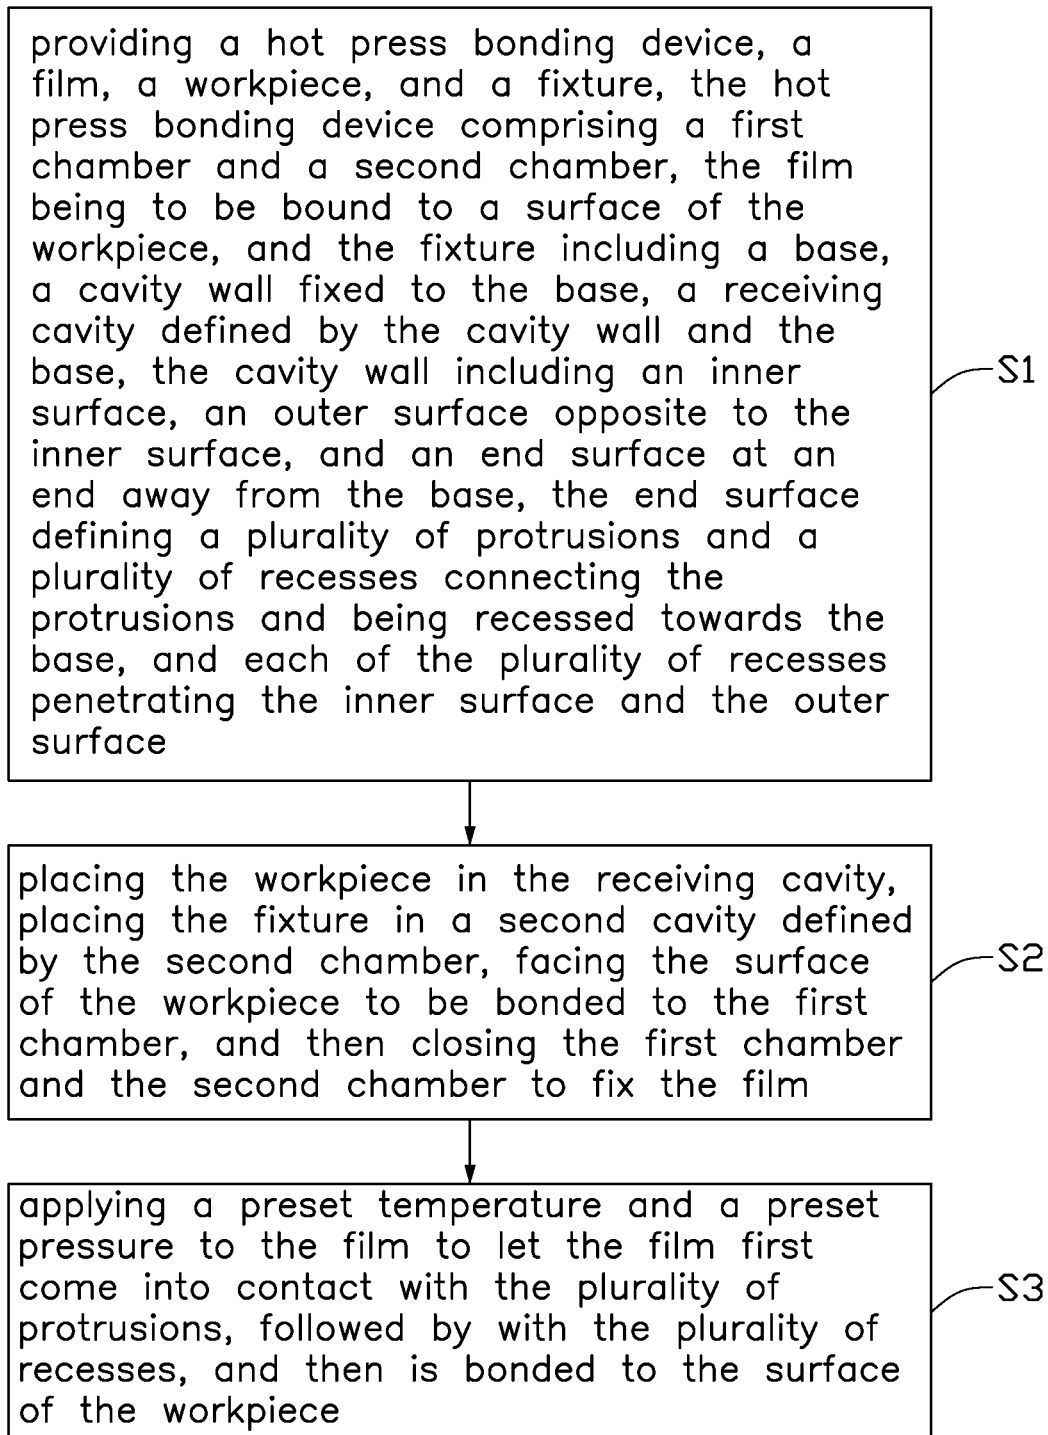 providing a hot press bonding device, a
film, a workpiece, and a fixture, the hot
press bonding device comprising a first
chamber and a second chamber, the film
being to be bound to a surface of the
workpiece, and the fixture including a base,
a cavity wall fixed to the base, a receiving
cavity defined by the cavity wall and the
base, the cavity wall including an inner
surface, an outer surface opposite to the
inner surface, and an end surface at an
end away from the base, the end surface
defining a plurality of protrusions and a
plurality of recesses connecting the
protrusions and being recessed towards the
base, and each of the plurality of recesses
penetrating the inner surface and the outer
surface
S1
placing the workpiece in the receiving cavity,
placing the fixture in a second cavity defined
by the second chamber, facing the surface
of the workpiece to be bonded to the first
chamber, and then closing the first chamber
and the second chamber to fix the film
S2
applying a preset temperature and a preset
pressure to the film to let the film first
come into contact with the plurality of
protrusions, followed by with the plurality of
recesses, and then is bonded to the surface
of the workpiece
S3